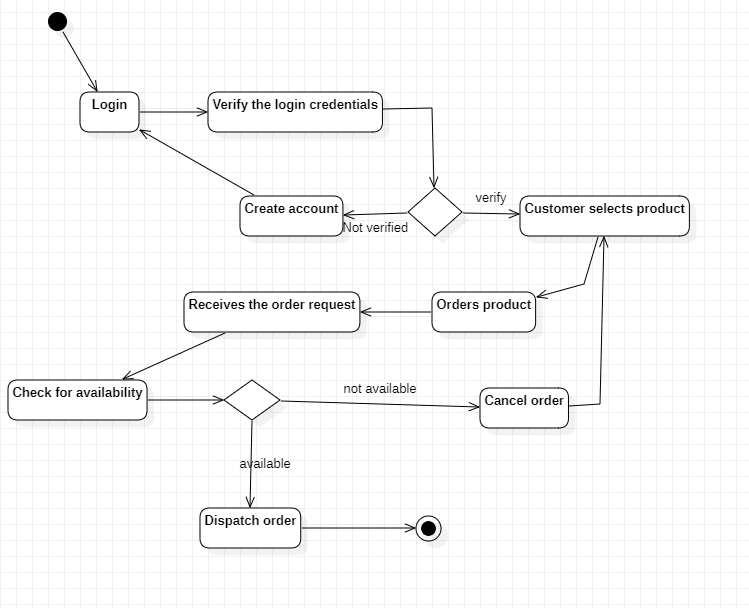 Login
Verify the login credentials
verify
Create account
Not verified
Customer selects product
Receives the order request
Orders product
Check for availability
not available
Cancel order
available
Dispatch order